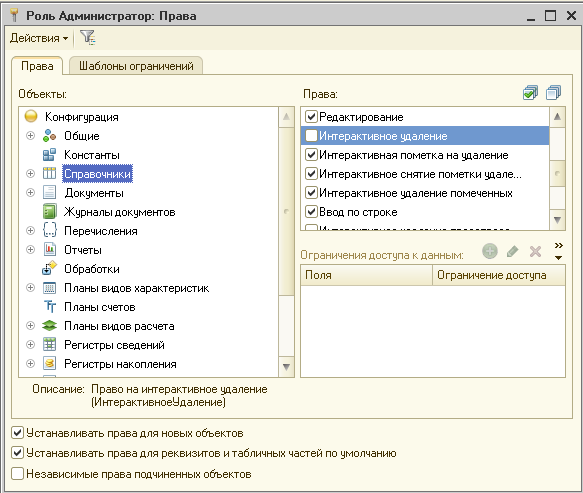 Роль Администратор: Права
Действия
Права
Шаблоны ограничений
Объекты:
Конфигурация
Общие
Константы
Справочники
Документы
Журналы документов
Перечисления
Отчеты
Обработки
Планы видов характеристик
Планы счетов
Планы видов расчета
Регистры сведений
Регистры накопления
Права:
Редактирование
Интерактивное удаление
Интерактивная пометка на удаление
Интерактивное снятие пометки удале...
Интерактивное удаление помеченных
Ввод по строке
Ограничения доступа к данным:
Поля
Ограничение доступа
Описание: Право на интерактивное удаление
(ИнтерактивноеУдаление)
Устанавливать права для новых объектов
Устанавливать права для реквизитов и табличных частей по умолчанию
Независимые права подчиненных объектов